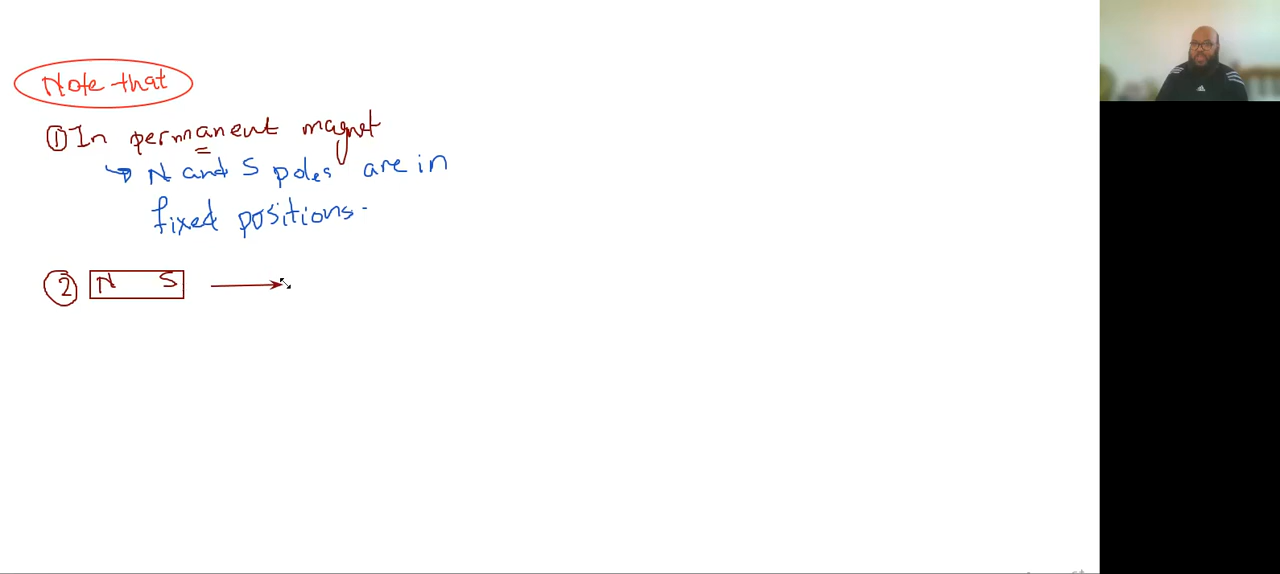 Note that
① In permanent magnet
↳ N and S poles are in
fixed positions.
② N S →